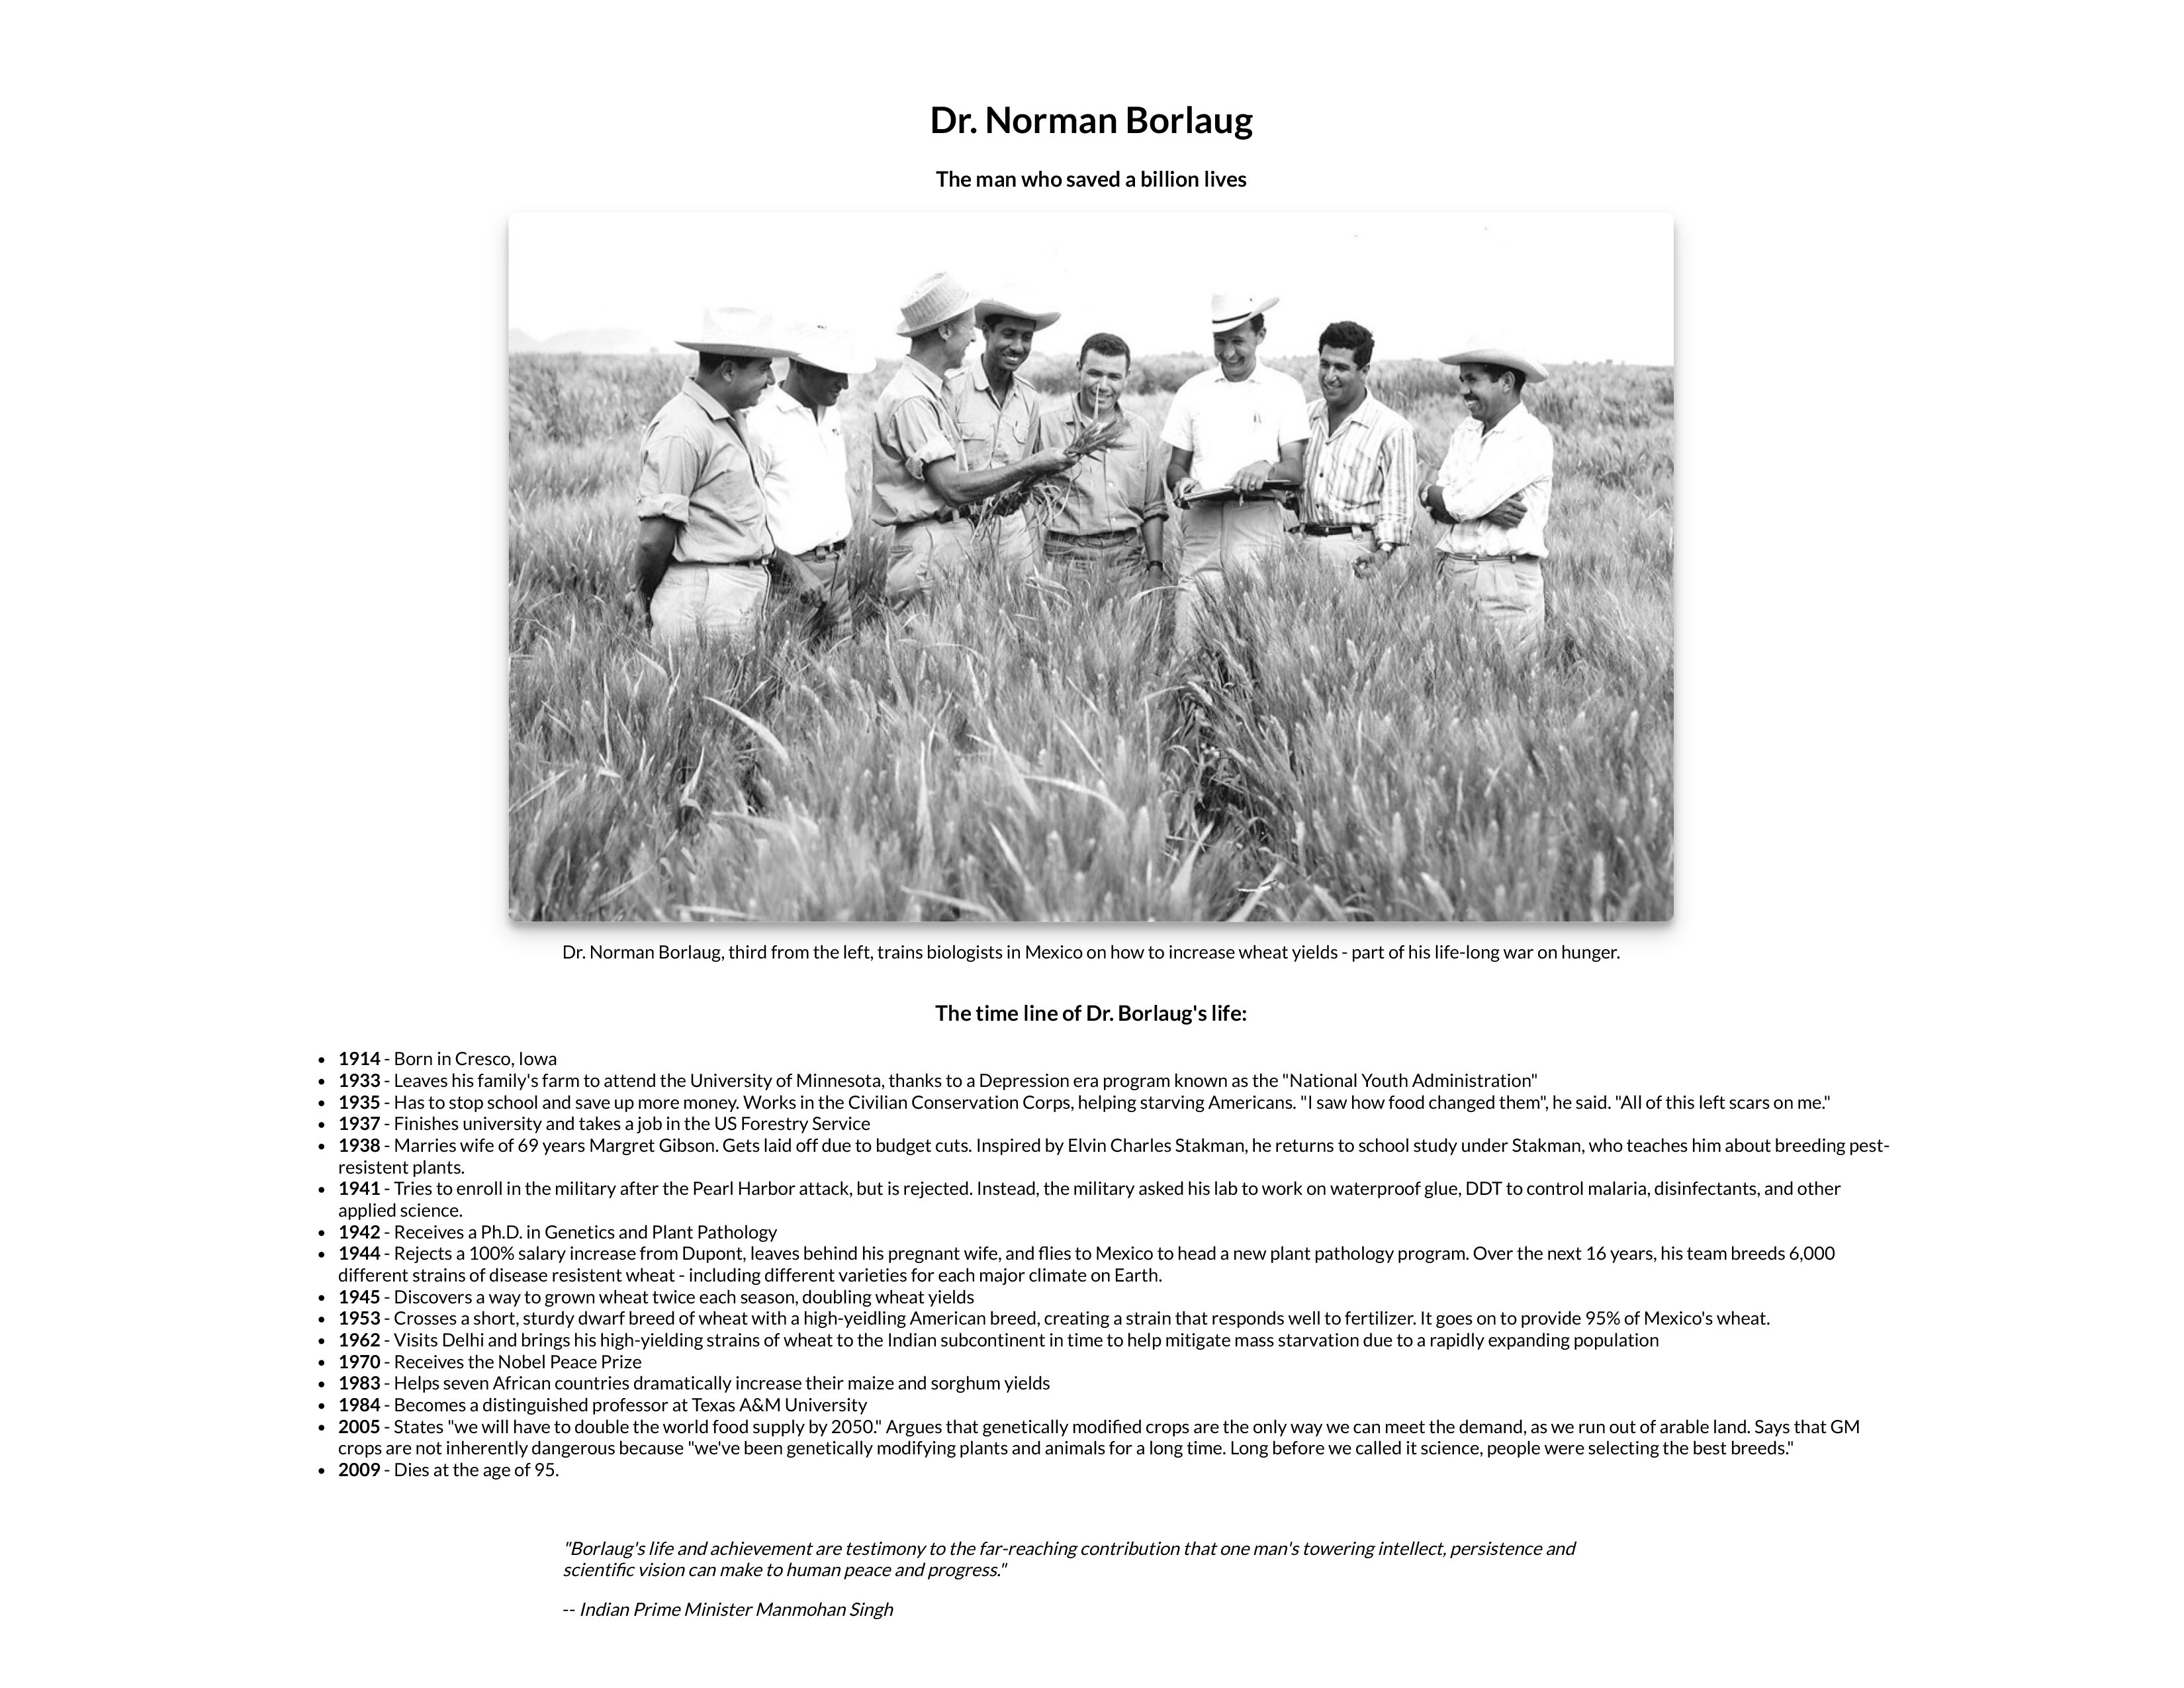 Dr. Norman Borlaug
The man who saved a billion lives
Dr. Norman Borlaug, third from the left, trains biologists in Mexico on how to increase wheat yields - part of his life-long war on hunger.
The time line of Dr. Borlaug's life:
• 1914 - Born in Cresco, Iowa
• 1933 - Leaves his family's farm to attend the University of Minnesota, thanks to a Depression era program known as the "National Youth Administration"
• 1935 - Has to stop school and save up more money. Works in the Civilian Conservation Corps, helping starving Americans. "I saw how food changed them", he said. "All of this left scars on me."
• 1937 - Finishes university and takes a job in the US Forestry Service
• 1938 - Marries wife of 69 years Margret Gibson. Gets laid off due to budget cuts. Inspired by Elvin Charles Stakman, he returns to school study under Stakman, who teaches him about breeding pest-
resistent plants.
• 1941 - Tries to enroll in the military after the Pearl Harbor attack, but is rejected. Instead, the military asked his lab to work on waterproof glue, DDT to control malaria, disinfectants, and other
applied science.
• 1942 - Receives a Ph.D. in Genetics and Plant Pathology
• 1944 - Rejects a 100% salary increase from Dupont, leaves behind his pregnant wife, and flies to Mexico to head a new plant pathology program. Over the next 16 years, his team breeds 6,000
different strains of disease resistent wheat - including different varieties for each major climate on Earth.
• 1945 - Discovers a way to grown wheat twice each season, doubling wheat yields
• 1953 - Crosses a short, sturdy dwarf breed of wheat with a high-yeidling American breed, creating a strain that responds well to fertilizer. It goes on to provide 95% of Mexico's wheat.
• 1962 - Visits Delhi and brings his high-yielding strains of wheat to the Indian subcontinent in time to help mitigate mass starvation due to a rapidly expanding population
• 1970 - Receives the Nobel Peace Prize
• 1983 - Helps seven African countries dramatically increase their maize and sorghum yields
• 1984 - Becomes a distinguished professor at Texas A&M University
• 2005 - States "we will have to double the world food supply by 2050." Argues that genetically modified crops are the only way we can meet the demand, as we run out of arable land. Says that GM
crops are not inherently dangerous because "we've been genetically modifying plants and animals for a long time. Long before we called it science, people were selecting the best breeds."
• 2009 - Dies at the age of 95.
"Borlaug's life and achievement are testimony to the far-reaching contribution that one man's towering intellect, persistence and
scientific vision can make to human peace and progress."
-- Indian Prime Minister Manmohan Singh